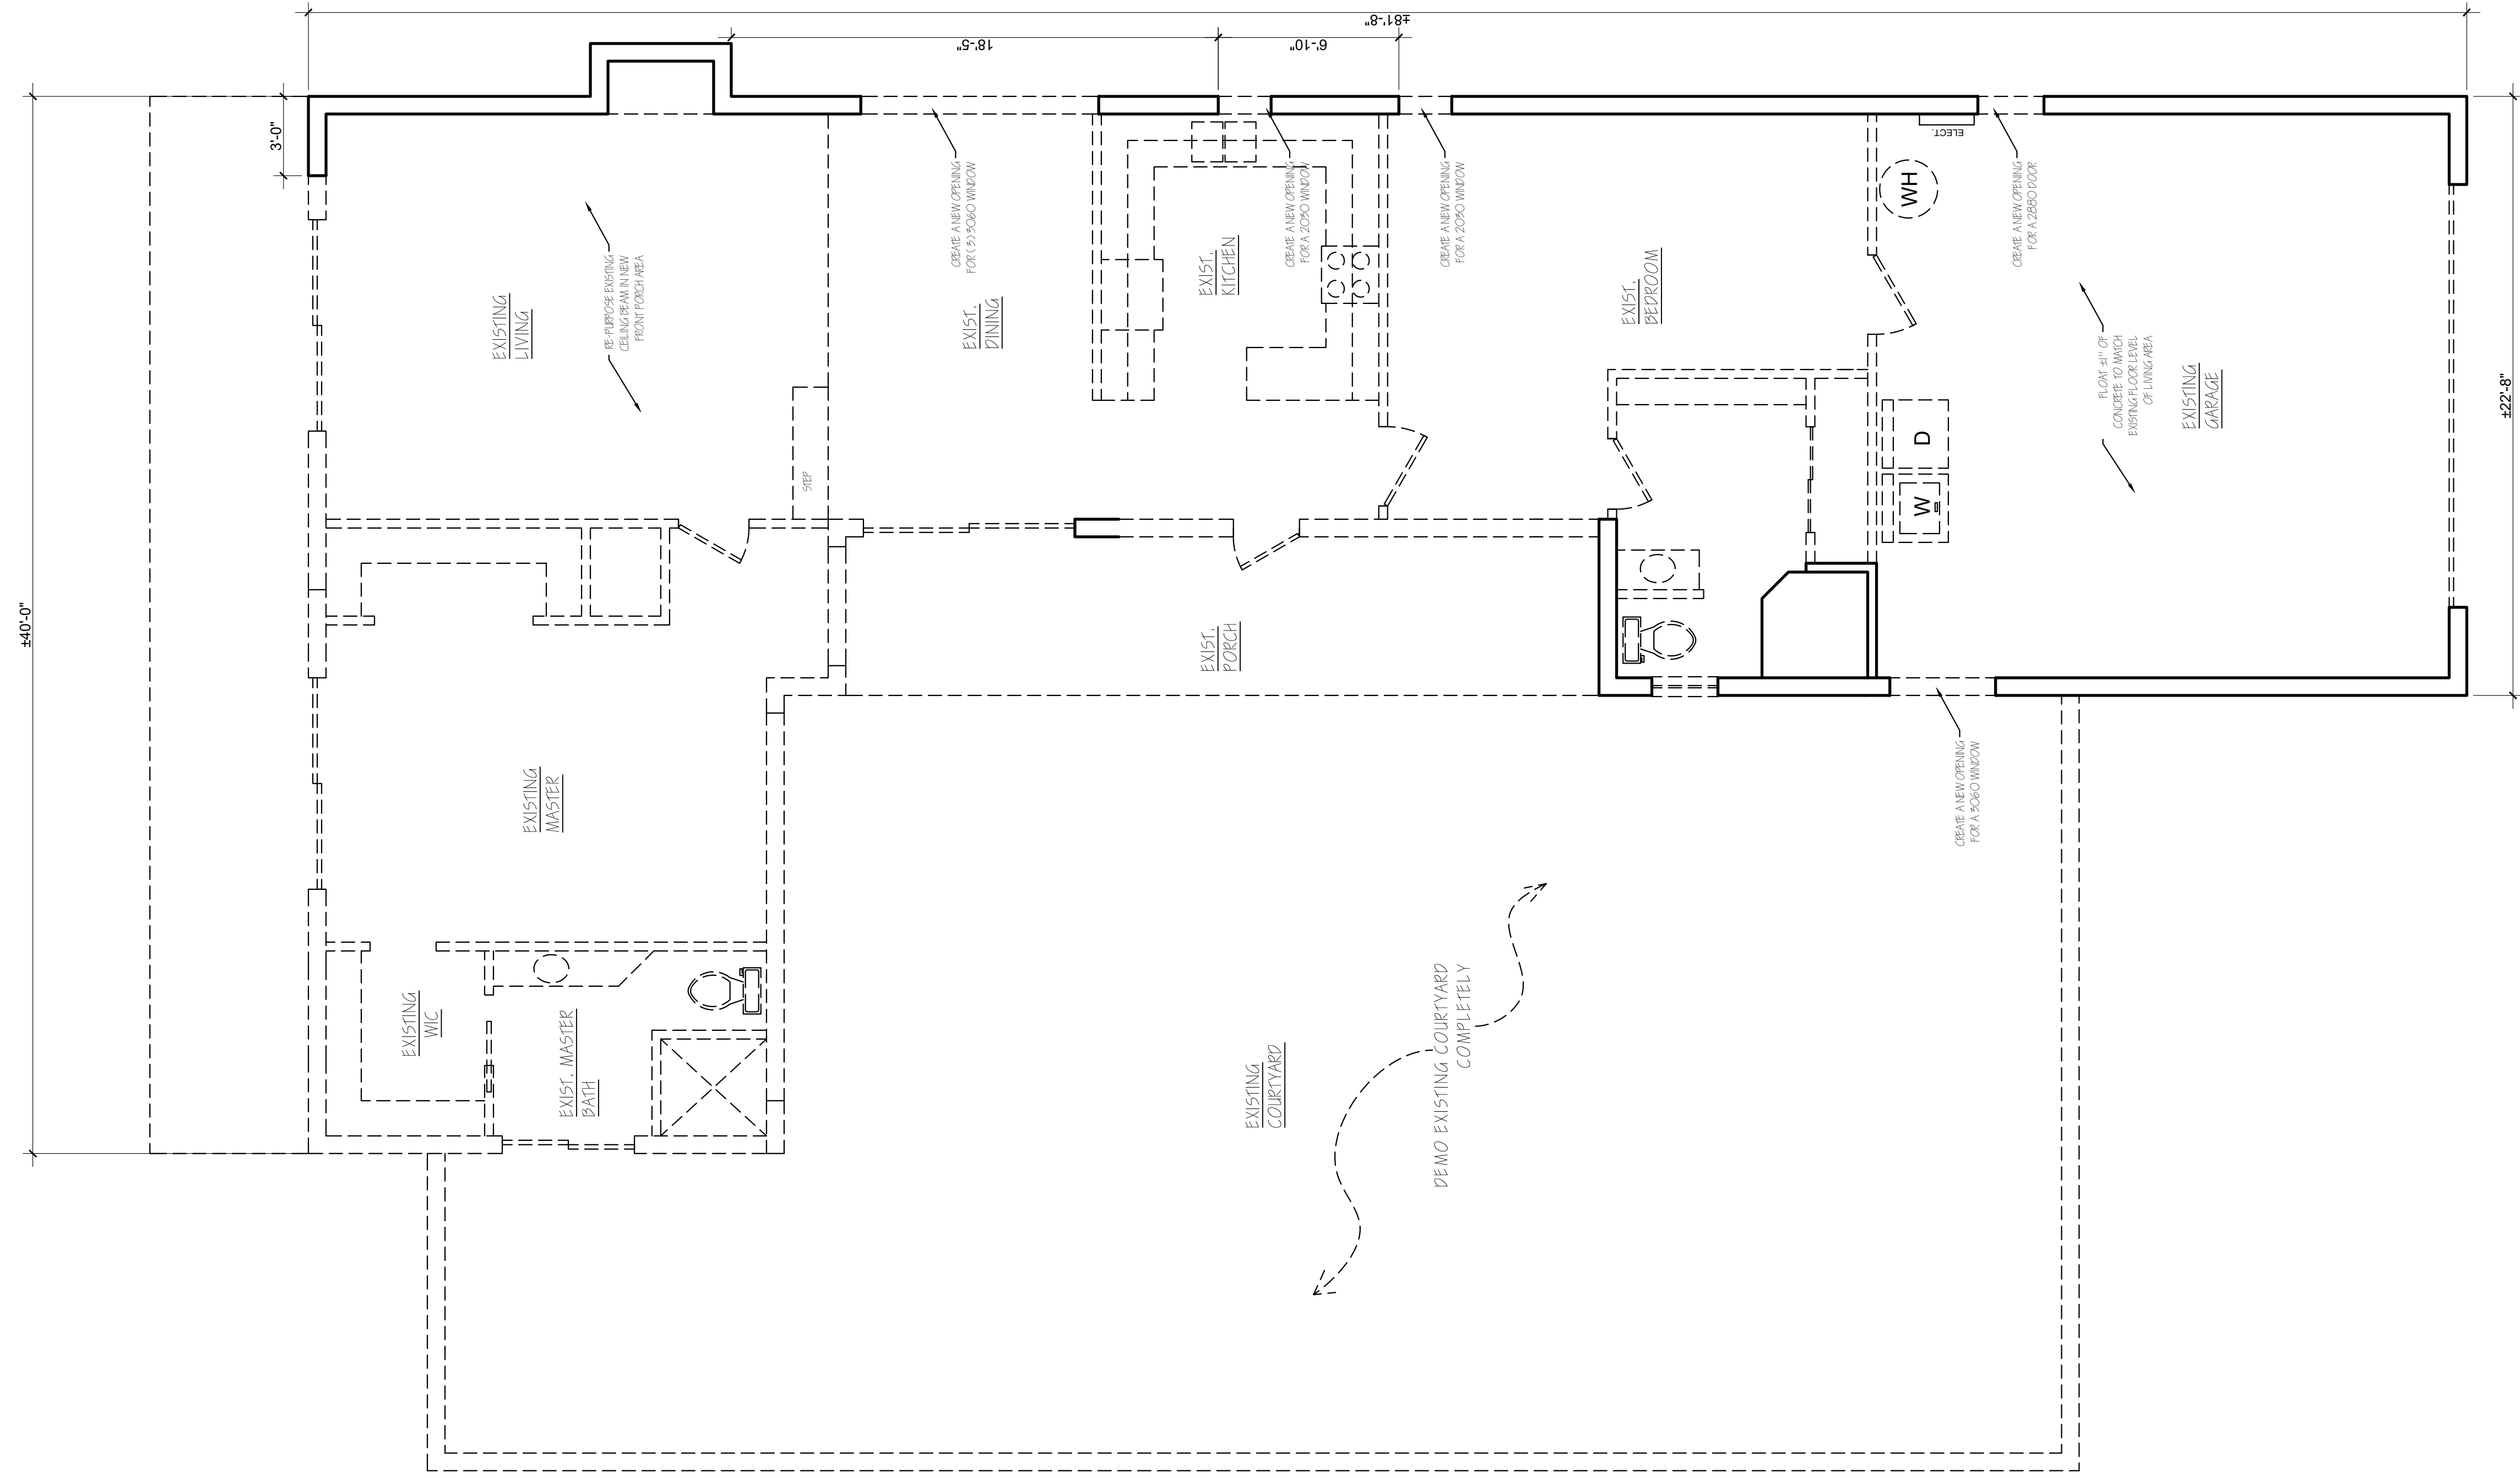 ±81'-8"
18'-5"
6'-10"
±40'-0"
3'-0"
±22'-8"
EXISTING
LIVING
RE-PURPOSE EXISTING
CEILING BEAM IN NEW
FRONT PORCH AREA
STEP
CREATE A NEW OPENING
FOR (3) 3060 WINDOW
EXIST.
DINING
EXIST.
KITCHEN
CREATE A NEW OPENING
FOR A 2030 WINDOW
CREATE A NEW OPENING
FOR A 2030 WINDOW
EXIST.
BEDROOM
ELECT.
WH
CREATE A NEW OPENING
FOR A 2880 DOOR
D
W
FLOAT ±1" OF
CONCRETE TO MATCH
EXISTING FLOOR LEVEL
OF LIVING AREA
EXISTING
GARAGE
EXIST.
PORCH
EXISTING
MASTER
CREATE A NEW OPENING
FOR A 3060 WINDOW
EXISTING
WIC
EXIST. MASTER
BATH
EXISTING
COURTYARD
DEMO EXISTING COURTYARD
COMPLETELY